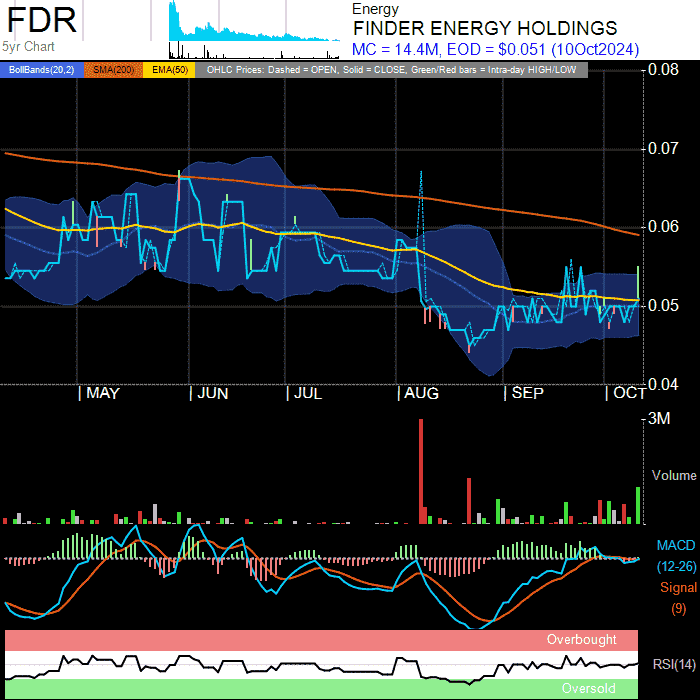 FDR
5yr Chart
Energy
FINDER ENERGY HOLDINGS
MC = 14.4M, EOD = $0.051 (10Oct2024)
BollBands(20,2) SMA(200) EMA(50) OHLC Prices: Dashed = OPEN, Solid = CLOSE, Green/Red bars = Intra-day HIGH/LOW
0.08
0.07
0.06
0.05
0.04
| MAY | JUN | JUL | AUG | SEP | OCT
3M
Volume
MACD
(12-26)
Signal
(9)
Overbought
RSI(14)
Oversold